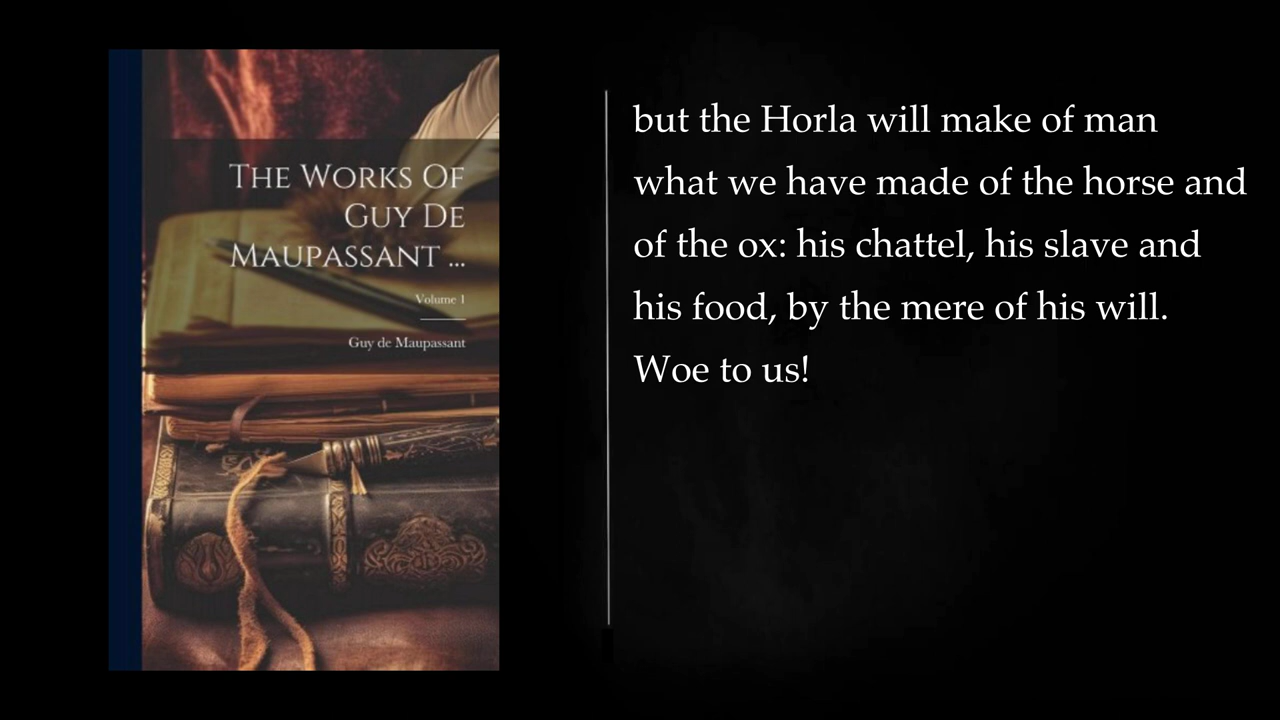 The Works Of
Guy De
Maupassant ...
Volume 1
Guy de Maupassant
but the Horla will make of man
what we have made of the horse and
of the ox: his chattel, his slave and
his food, by the mere of his will.
Woe to us!